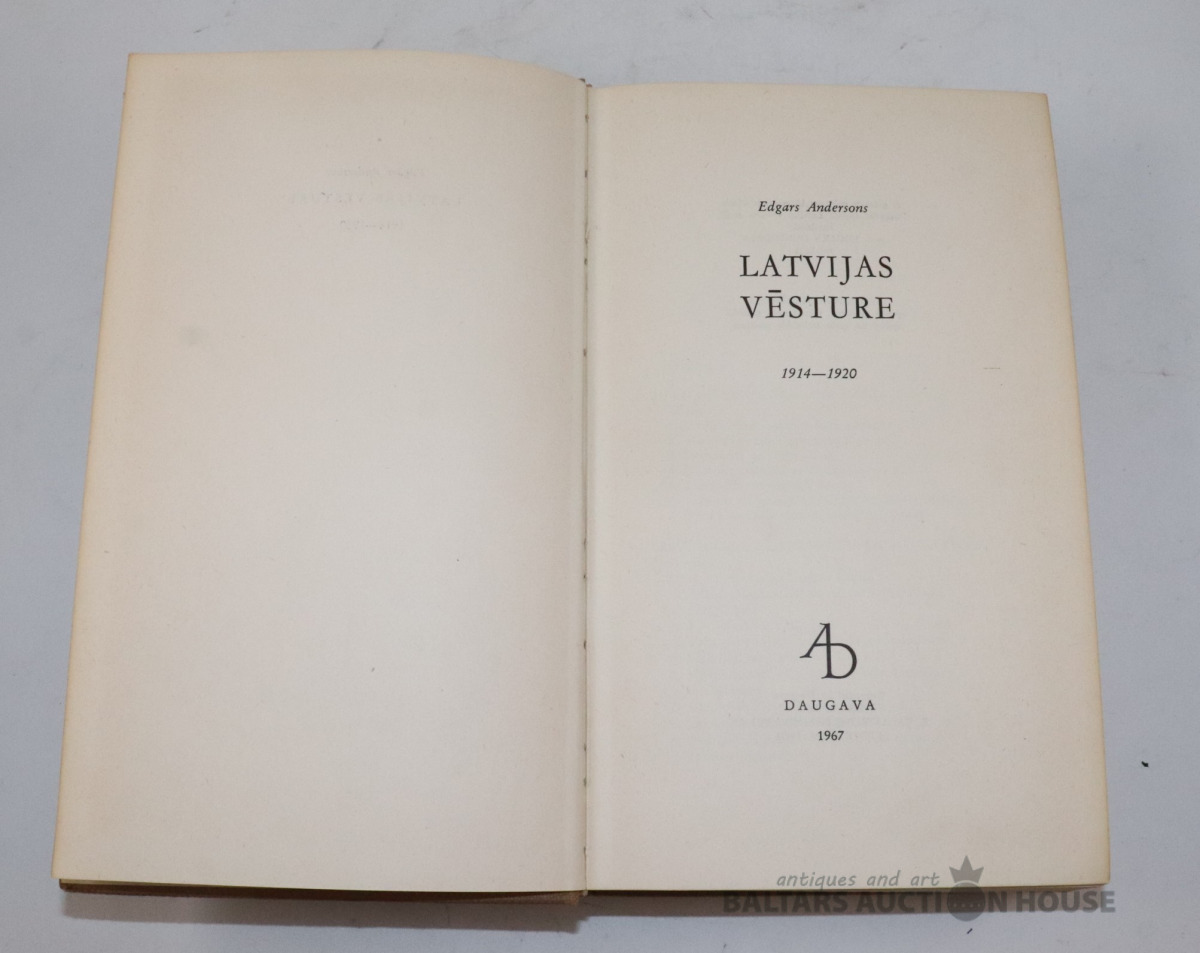 Edgars Andersons
LATVIJAS
VĒSTURE
1914—1920
AD
DAUGAVA
1967
antiques and art
BALTARS AUCTION HOUSE